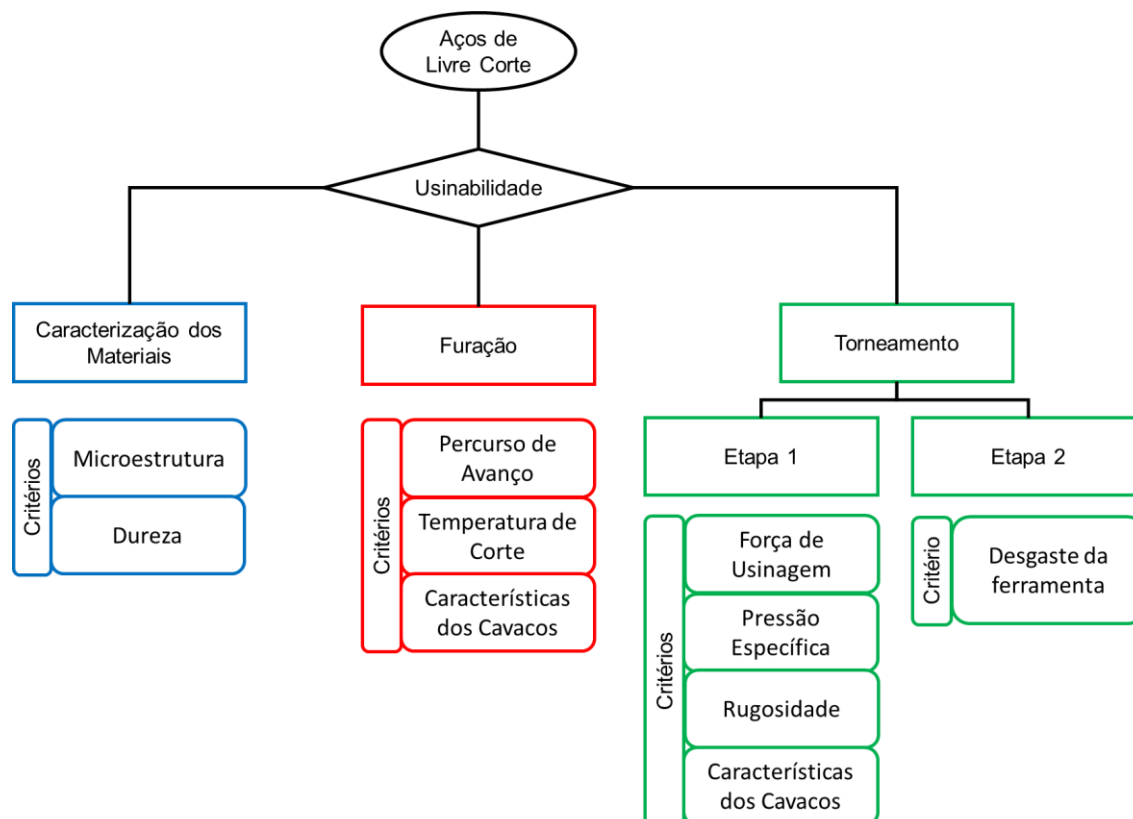 Aços de
Livre Corte
Usinabilidade
Caracterização dos
Materiais
Critérios
Microestrutura
Dureza
Furação
Critérios
Percurso de
Avanço
Temperatura de
Corte
Características
dos Cavacos
Torneamento
Etapa 1
Critérios
Força de
Usinagem
Pressão
Específica
Rugosidade
Características
dos Cavacos
Etapa 2
Critério
Desgaste da
ferramenta